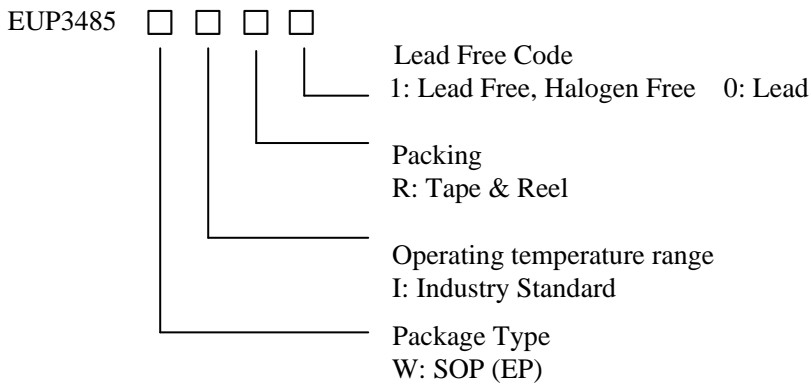 EUP3485 □ □ □ □
Lead Free Code
1: Lead Free, Halogen Free 0: Lead
Packing
R: Tape & Reel
Operating temperature range
I: Industry Standard
Package Type
W: SOP (EP)